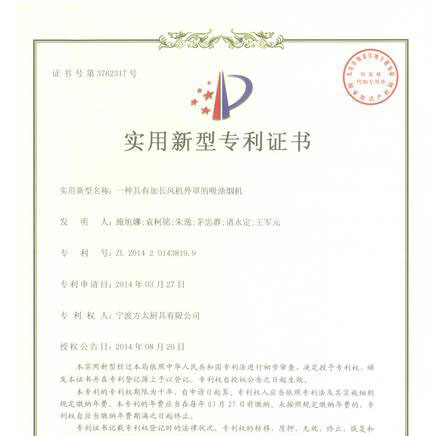 证书号第3762317号
实用新型专利证书
实用新型名称:一种具有加长风机外罩的吸油烟机
发 明 人:施旭娜;袁柯铭;朱逸;茅忠群;诸永定;王军元
专 利 号:ZL 2014 2 0143819.9
专利申请日:2014年03月27日
专 利 权 人:宁波方太厨具有限公司
授权公告日:2014年08月20日
本实用新型经过本局依照中华人民共和国专利法进行初步审查,决定授予专利权,颁
发本证书并在专利登记簿上予以登记。专利权自授权公告之日起生效。
本专利的专利权期限为十年,自申请日起算。专利权人应当依照专利法及其实施细则
规定缴纳年费。本专利的年费应当在每年03月27日前缴纳。未按照规定缴纳年费的,专
利权自应当缴纳年费期满之日起终止。
专利证书记载专利权登记时的法律状况。专利权的转移、质押、无效、终止、恢复和